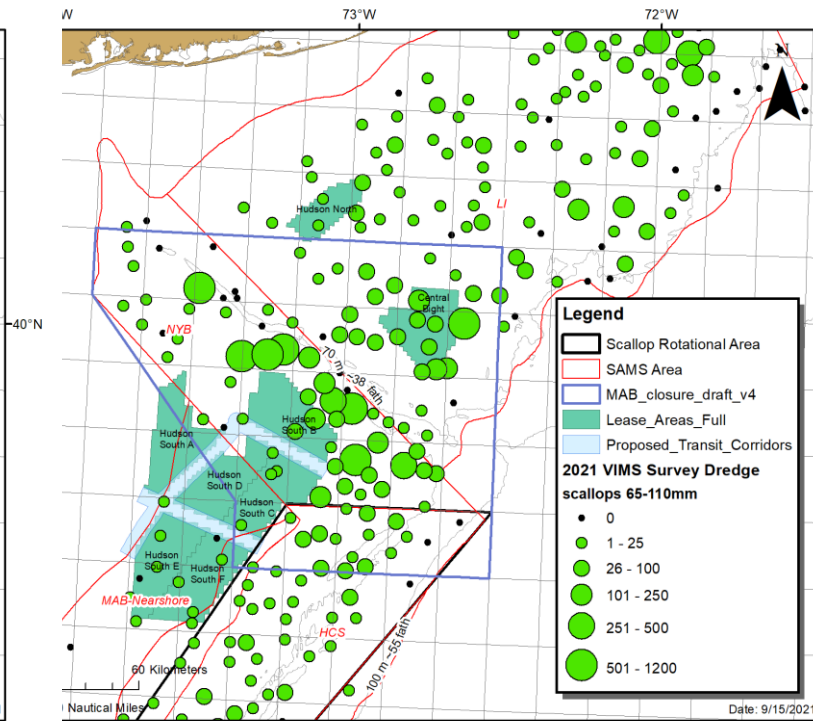 W
73°W
72°W
N
LI
Hudson North
Central
Bight
40°N
NYB
-70 m, ~38 fath
Hudson
South A
Hudson
South B
Hudson
South D
Hudson
South C
Hudson
South E
Hudson
South F
MAB-Nearshore
HCS
100 m ~55 fath
60 Kilometers
Nautical Miles
Legend
Scallop Rotational Area
SAMS Area
MAB_closure_draft_v4
Lease_Areas_Full
Proposed_Transit_Corridors
2021 VIMS Survey Dredge
scallops 65-110mm
0
1 - 25
26 - 100
101 - 250
251 - 500
501 - 1200
Date: 9/15/2021